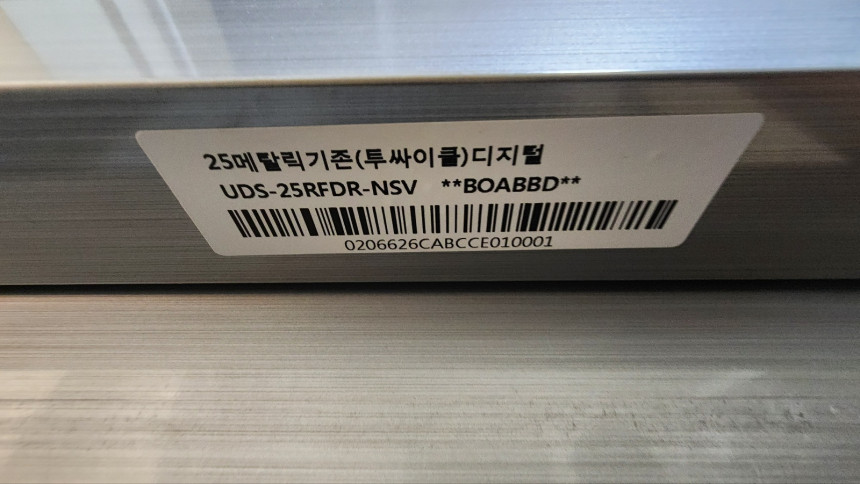 25메탈릭기존(투싸이클)디지털
UDS-25RFDR-NSV **BOABBD**
0206626CABCCE010001